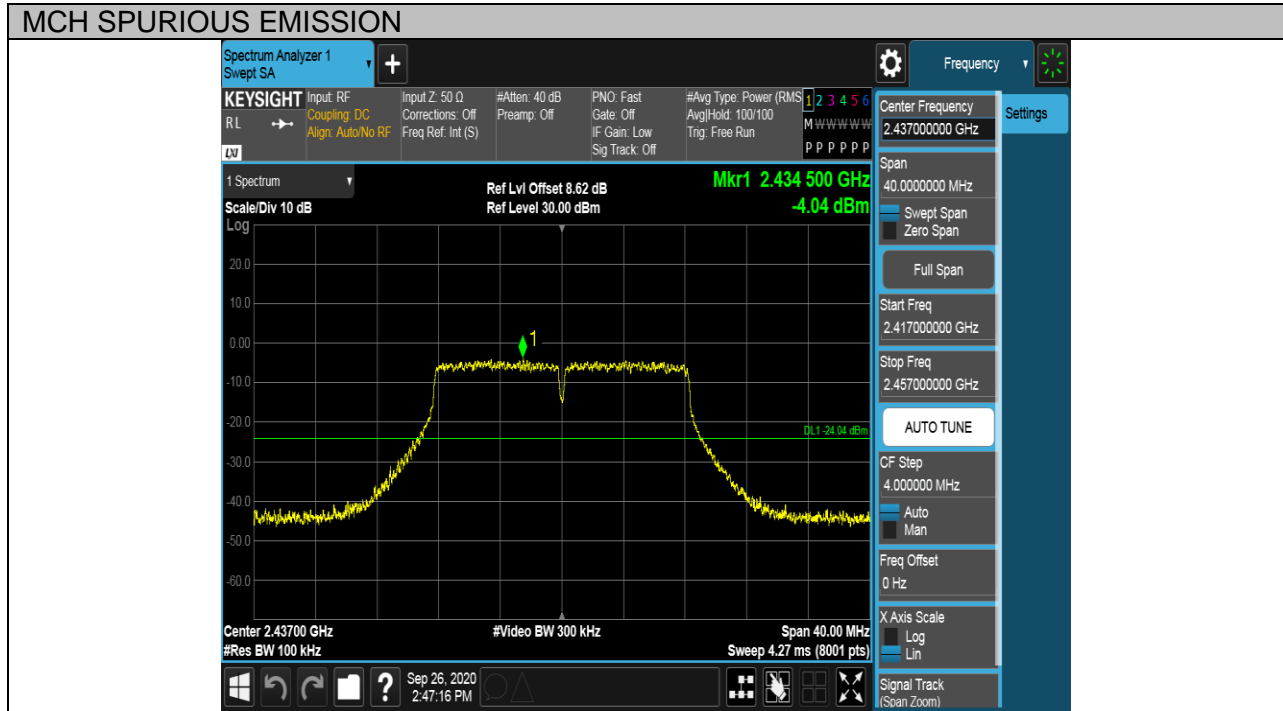 MCH SPURIOUS EMISSION
Spectrum Analyzer 1
Swept SA
Frequency
KEYSIGHT
RL
LXI
Input: RF
Coupling: DC
Align: Auto/No RF
Input Z: 50 Ω
Corrections: Off
Freq Ref: Int (S)
#Atten: 40 dB
Preamp: Off
PNO: Fast
Gate: Off
IF Gain: Low
Sig Track: Off
#Avg Type: Power (RMS
Avg|Hold: 100/100
Trig: Free Run
1 2 3 4 5 6
M W W W W W
P P P P P P
1 Spectrum
Scale/Div 10 dB
Log
Ref Lvl Offset 8.62 dB
Ref Level 30.00 dBm
Mkr1 2.434 500 GHz
-4.04 dBm
20.0
10.0
0.00
-10.0
-20.0
-30.0
-40.0
-50.0
-60.0
1
DL1 -24.04 dBm
Center 2.43700 GHz
#Res BW 100 kHz
#Video BW 300 kHz
Span 40.00 MHz
Sweep 4.27 ms (8001 pts)
Sep 26, 2020
2:47:16 PM
Center Frequency
2.437000000 GHz
Settings
Span
40.0000000 MHz
Swept Span
Zero Span
Full Span
Start Freq
2.417000000 GHz
Stop Freq
2.457000000 GHz
AUTO TUNE
CF Step
4.000000 MHz
Auto
Man
Freq Offset
0 Hz
X Axis Scale
Log
Lin
Signal Track
(Span Zoom)